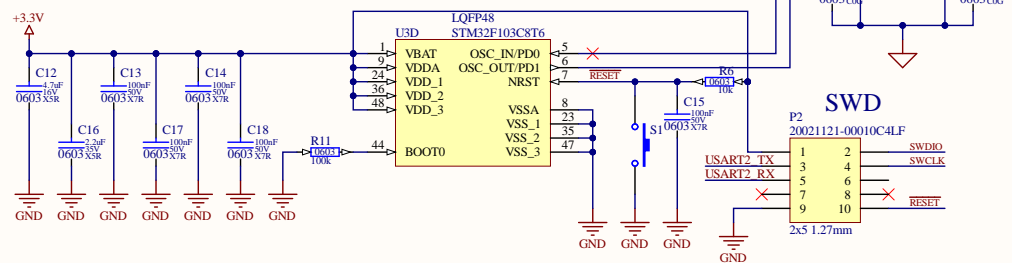 0603 C0G
0603 C0G
+3.3V
LQFP48
U3D STM32F103C8T6
1 VBAT OSC_IN/PD0 5
9 VDDA OSC_OUT/PD1 6
24 VDD_1 NRST 7
36 VDD_2
48 VDD_3
VSSA 8
VSS_1 23
VSS_2 35
44 BOOT0 VSS_3 47
RESET
R6
0603
10k
C12
4.7uF
16V
0603 X5R
C13
100nF
50V
0603 X7R
C14
100nF
50V
0603 X7R
C16
2.2uF
35V
0603 X5R
C17
100nF
50V
0603 X7R
C18
100nF
50V
0603 X7R
R11
0603
100k
S1
C15
100nF
50V
0603 X7R
SWD
P2
20021121-00010C4LF
1 2 SWDIO
USART2_TX 3 4 SWCLK
USART2_RX 5 6
7 8
9 10 RESET
2x5 1.27mm
GND
GND
GND
GND
GND
GND
GND
GND
GND
GND
GND